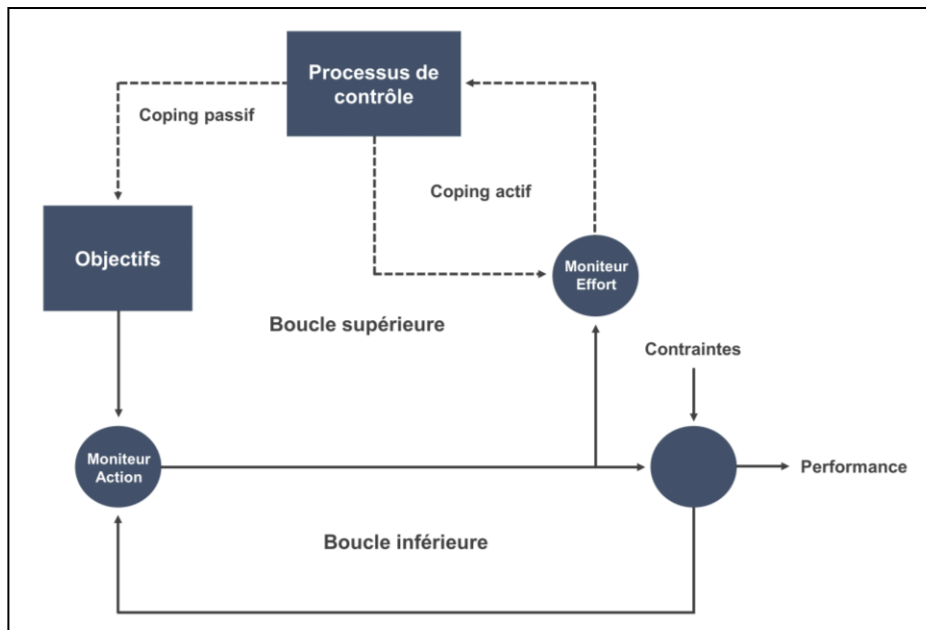 Processus de
contrôle
Coping passif
Coping actif
Objectifs
Moniteur
Effort
Boucle supérieure
Contraintes
Moniteur
Action
Performance
Boucle inférieure